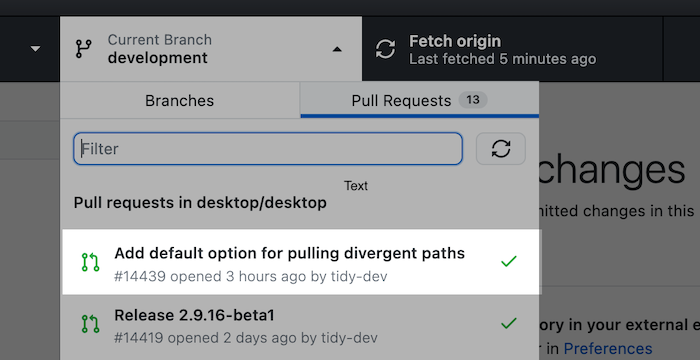 Current Branch
development
Fetch origin
Last fetched 5 minutes ago
Branches
Pull Requests 13
Filter
changes
Text
Pull requests in desktop/desktop
mitted changes in this
Add default option for pulling divergent paths
#14439 opened 3 hours ago by tidy-dev
Release 2.9.16-beta1
#14419 opened 2 days ago by tidy-dev
ory in your external e
r in Preferences